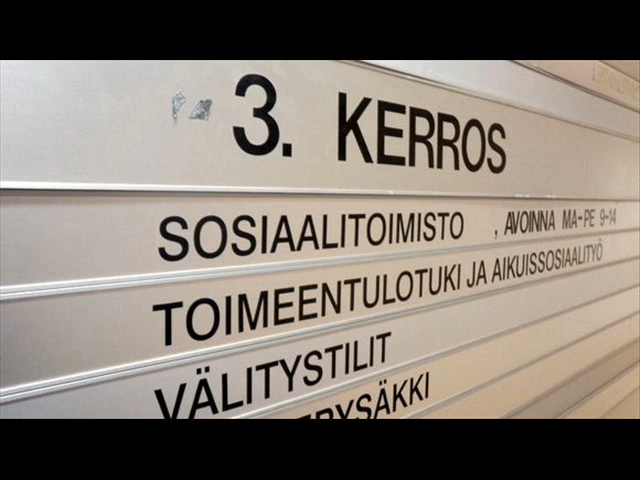 3. KERROS
SOSIAALITOIMISTO , AVOINNA MA-PE 9-14
TOIMEENTULOTUKI JA AIKUISSOSIAALITYÖ
VÄLITYSTILIT